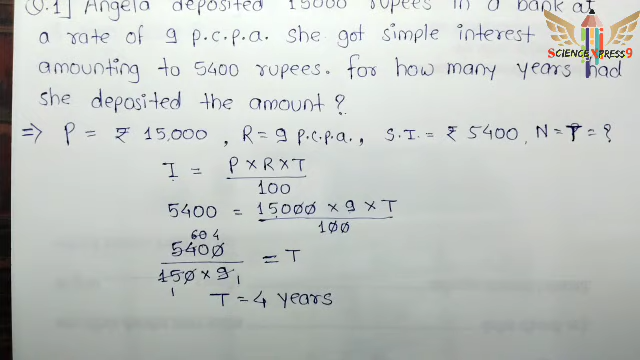 Q.1] Angela deposited 15000 rupees in a bank at
a rate of 9 p.c.p.a. She got simple interest
amounting to 5400 rupees. for how many years had
she deposited the amount?
⇒ P = ₹ 15,000, R = 9 p.c.p.a., S.I. = ₹ 5400, N = T = ?
I = P × R × T
100
5400 = 15000 × 9 × T
100
60 4
5400
150 × 9 1
= T
1
T = 4 years
SCIENCE XPRESS 9